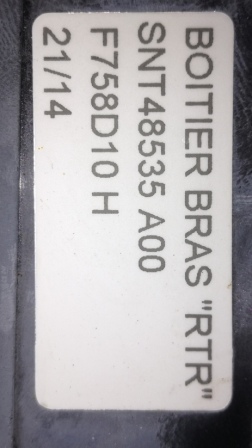 BOITIER BRAS "RTR"
SNT48535 A00
F758D10 H
21/14